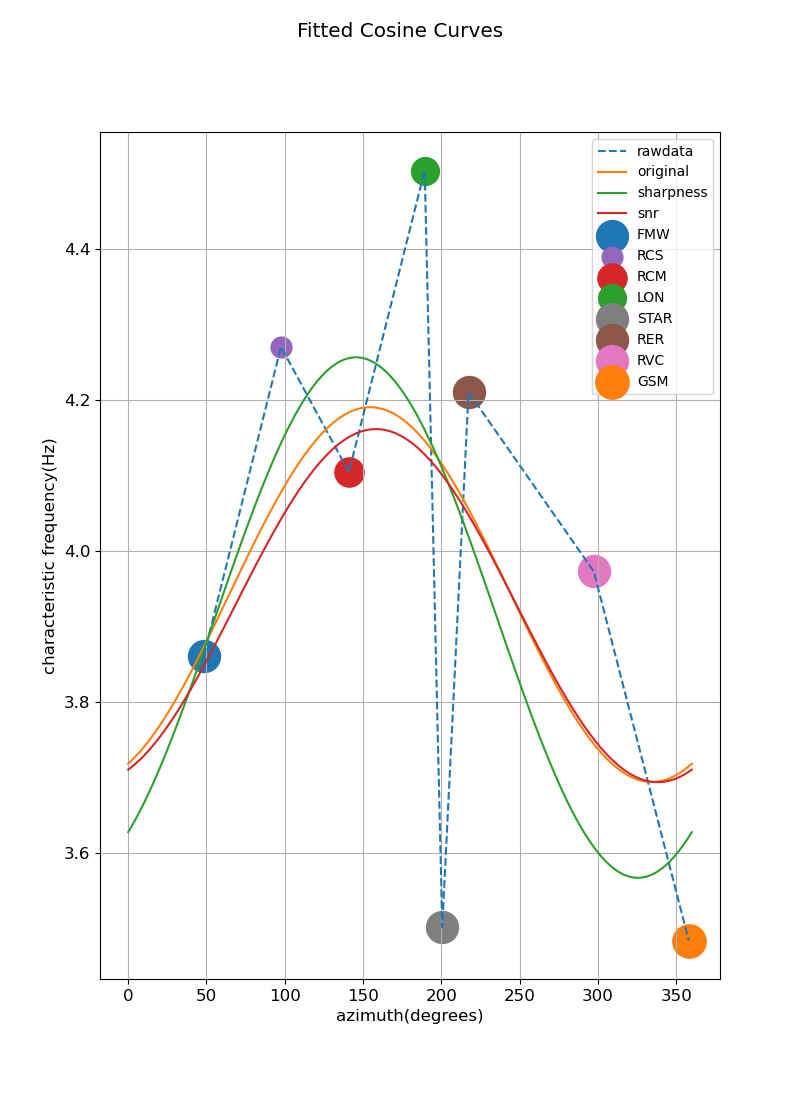 Fitted Cosine Curves
rawdata
original
sharpness
snr
FMW
RCS
RCM
LON
STAR
RER
RVC
GSM
4.4
4.2
4.0
3.8
3.6
characteristic frequency(Hz)
0 50 100 150 200 250 300 350
azimuth(degrees)